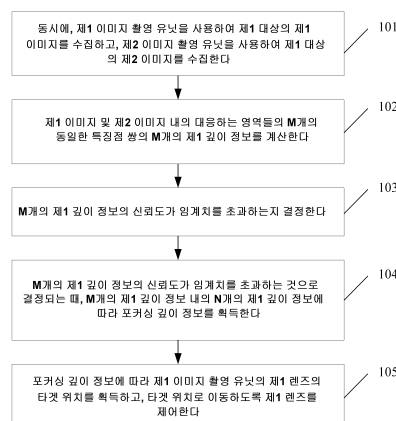 동시에, 제1 이미지 촬영 유닛을 사용하여 제1 대상의 제1
이미지를 수집하고, 제2 이미지 촬영 유닛을 사용하여 제1 대상
의 제2 이미지를 수집한다
101
제1 이미지 및 제2 이미지 내의 대응하는 영역들의 M개의
동일한 특징점 쌍의 M개의 제1 깊이 정보를 계산한다
102
M개의 제1 깊이 정보의 신뢰도가 임계치를 초과하는지 결정한다
103
M개의 제1 깊이 정보의 신뢰도가 임계치를 초과하는 것으로
결정되는 때, M개의 제1 깊이 정보 내의 N개의 제1 깊이 정보에
따라 포커싱 깊이 정보를 획득한다
104
포커싱 깊이 정보에 따라 제1 이미지 촬영 유닛의 제1 렌즈의
타겟 위치를 획득하고, 타겟 위치로 이동하도록 제1 렌즈를
제어한다
105